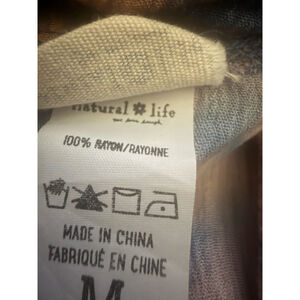 natural life
100% RAYON/RAYONNE
MADE IN CHINA
FABRIQUÉ EN CHINE
M